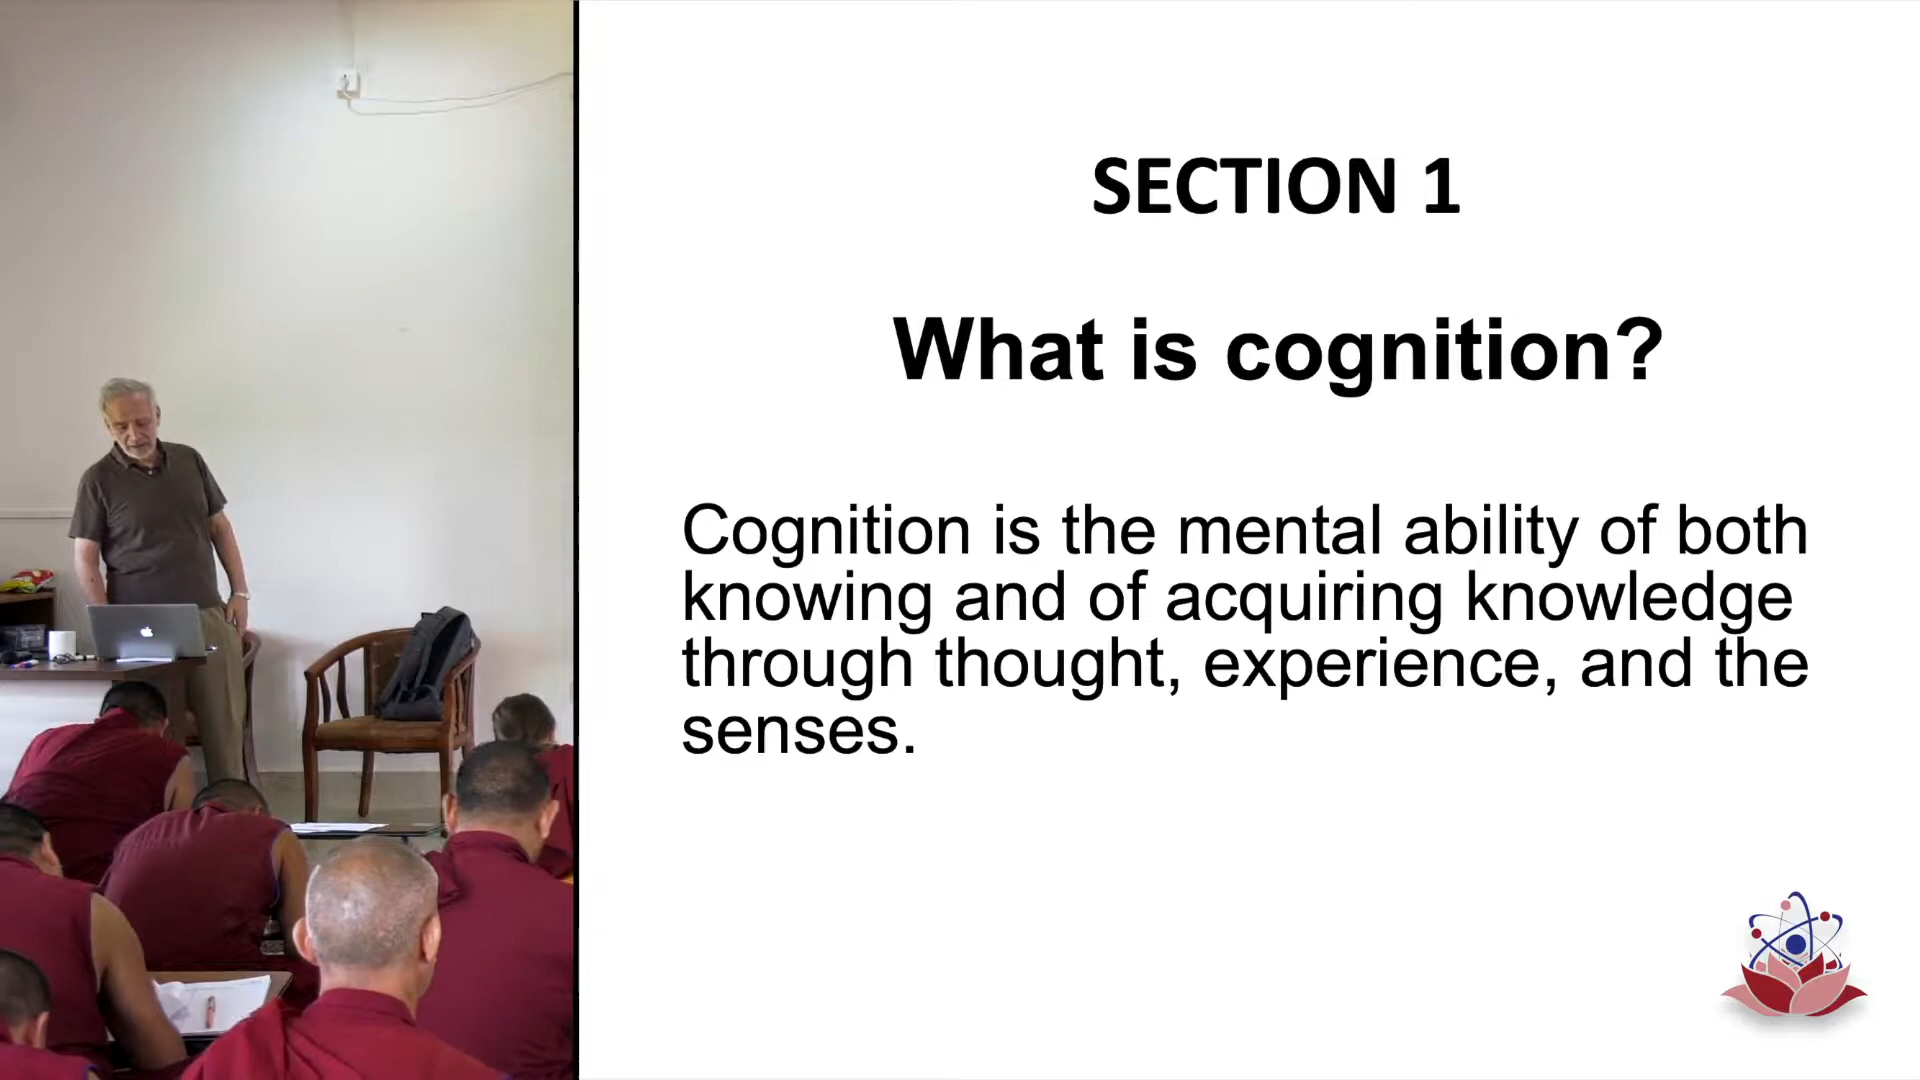 SECTION 1
What is cognition?
Cognition is the mental ability of both
knowing and of acquiring knowledge
through thought, experience, and the
senses.